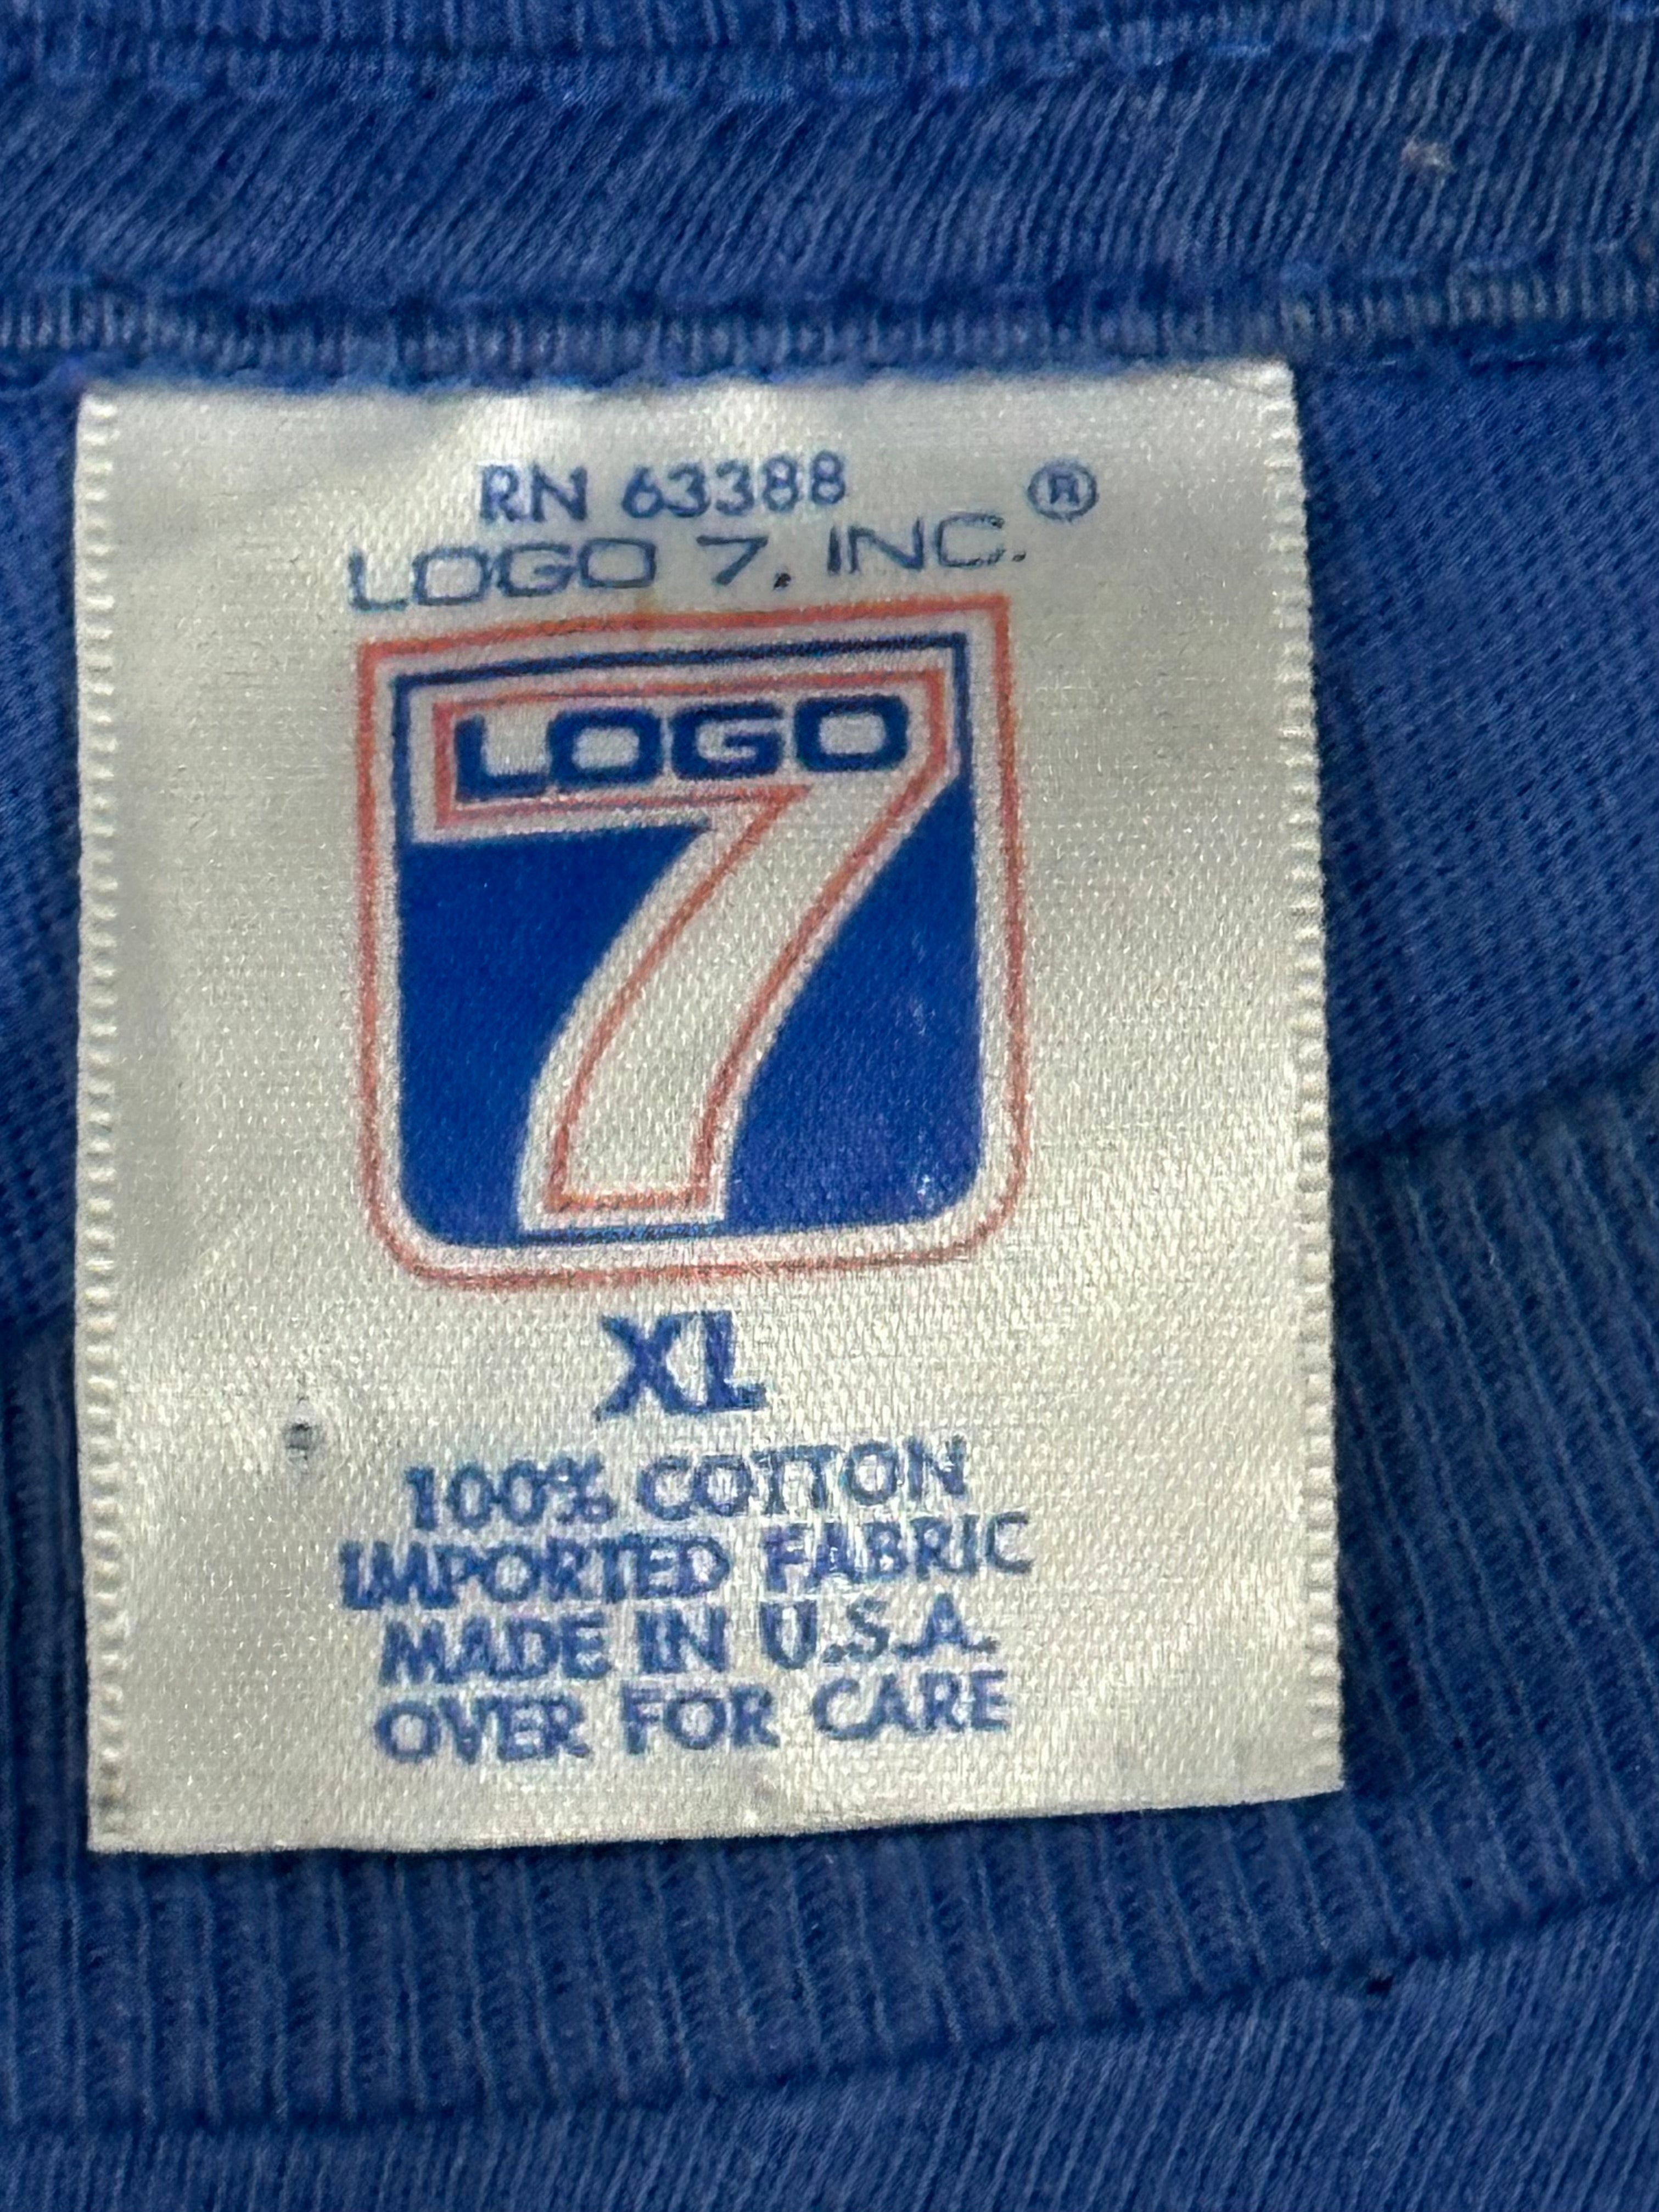 RN 63388 ®
LOGO 7, INC.
LOGO
7
XL
100% COTTON
IMPORTED FABRIC
MADE IN U.S.A.
OVER FOR CARE